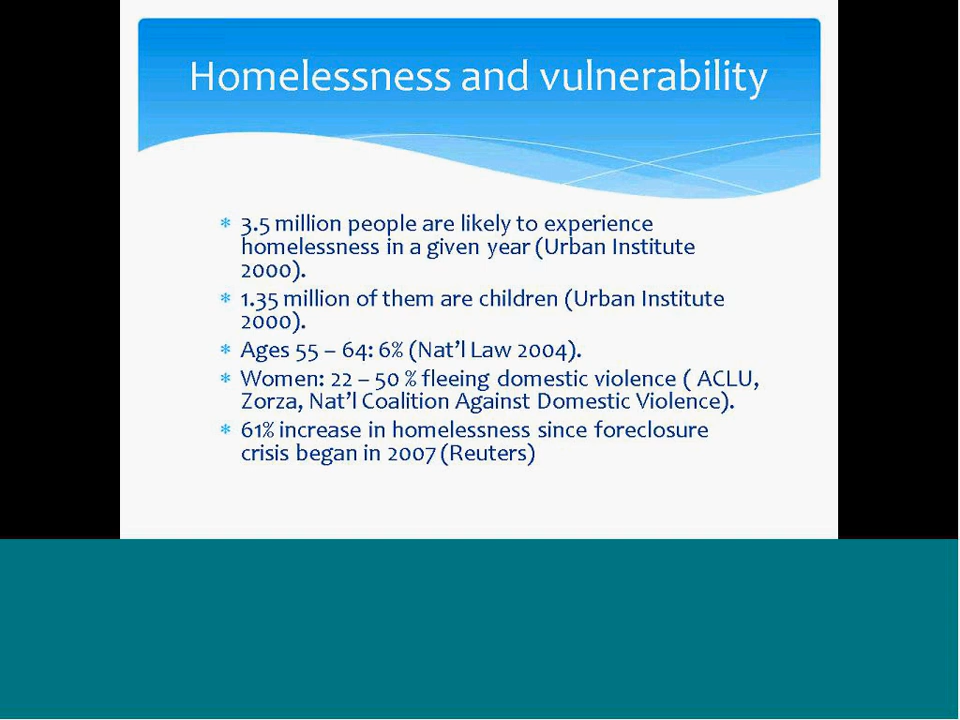 Homelessness and vulnerability
* 3.5 million people are likely to experience
homelessness in a given year (Urban Institute
2000).
* 1.35 million of them are children (Urban Institute
2000).
* Ages 55 – 64: 6% (Nat’l Law 2004).
* Women: 22 – 50 % fleeing domestic violence ( ACLU,
Zorza, Nat’l Coalition Against Domestic Violence).
* 61% increase in homelessness since foreclosure
crisis began in 2007 (Reuters)